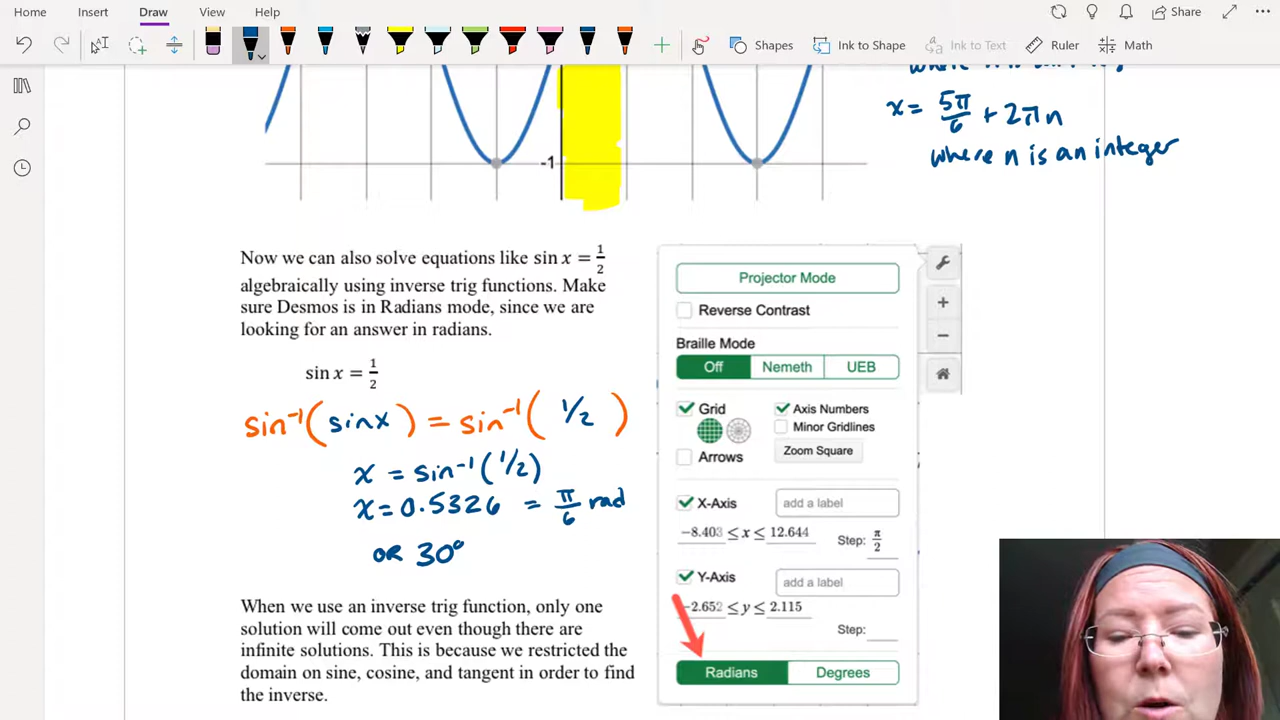 Home Insert Draw View Help Share
Shapes Ink to Shape Ink to Text Ruler Math
x = 5π/6 + 2πn
where n is an integer
-1
Now we can also solve equations like sin x = 1/2
algebraically using inverse trig functions. Make
sure Desmos is in Radians mode, since we are
looking for an answer in radians.
sin x = 1/2
sin⁻¹(sinx) = sin⁻¹(1/2)
x = sin⁻¹(1/2)
x = 0.5326 = π/6 rad
OR 30°
When we use an inverse trig function, only one
solution will come out even though there are
infinite solutions. This is because we restricted the
domain on sine, cosine, and tangent in order to find
the inverse.
Projector Mode
Reverse Contrast
Braille Mode
Off Nemeth UEB
Grid Axis Numbers
Minor Gridlines
Arrows Zoom Square
X-Axis add a label
-8.403 ≤ x ≤ 12.644 Step: π/2
Y-Axis add a label
-2.652 ≤ y ≤ 2.115
Step:
Radians Degrees